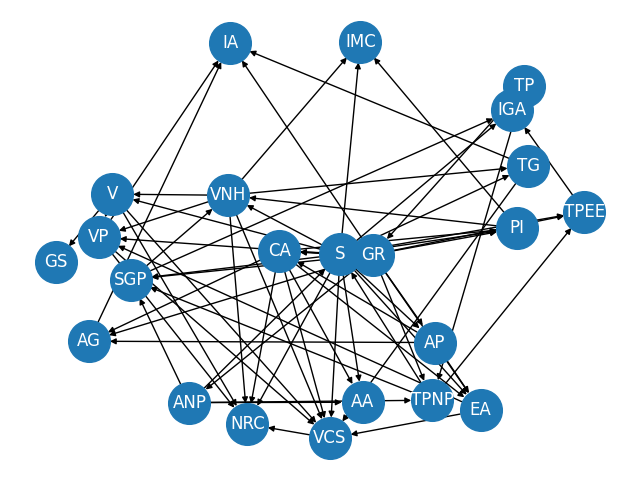 IA
IMC
TP
IGA
TG
V
VNH
TPEE
PI
VP
CA
S
GR
GS
SGP
AG
AP
ANP
AA
TPNP
EA
NRC
VCS